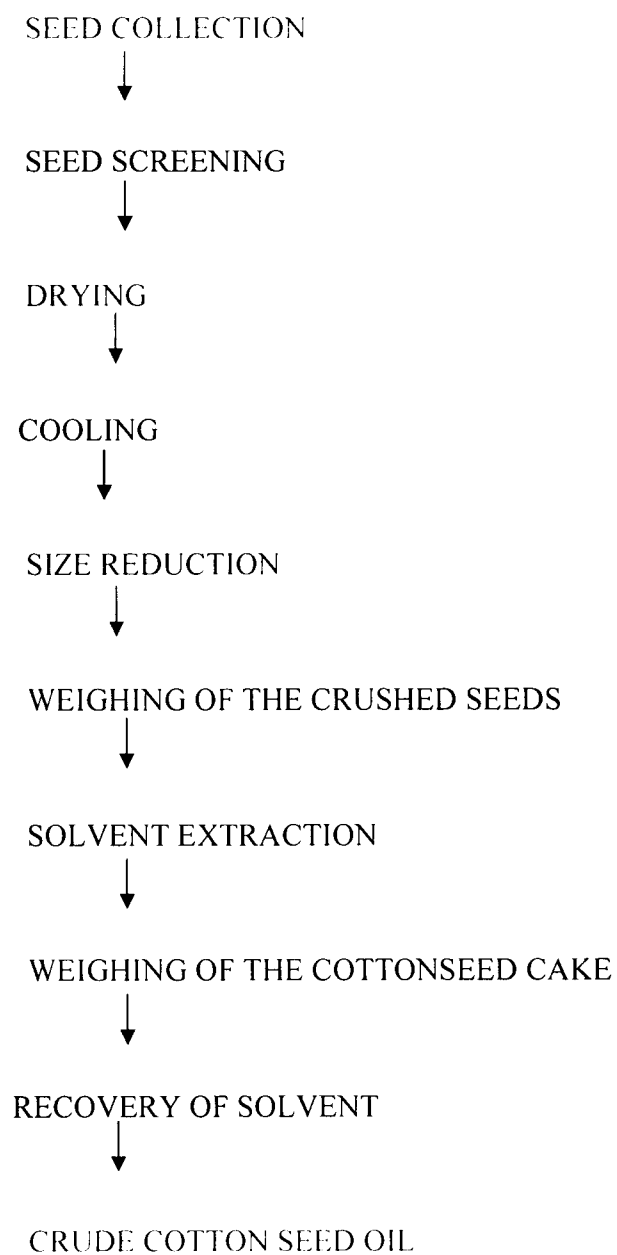 SEED COLLECTION
SEED SCREENING
DRYING
COOLING
SIZE REDUCTION
WEIGHING OF THE CRUSHED SEEDS
SOLVENT EXTRACTION
WEIGHING OF THE COTTONSEED CAKE
RECOVERY OF SOLVENT
CRUDE COTTON SEED OIL